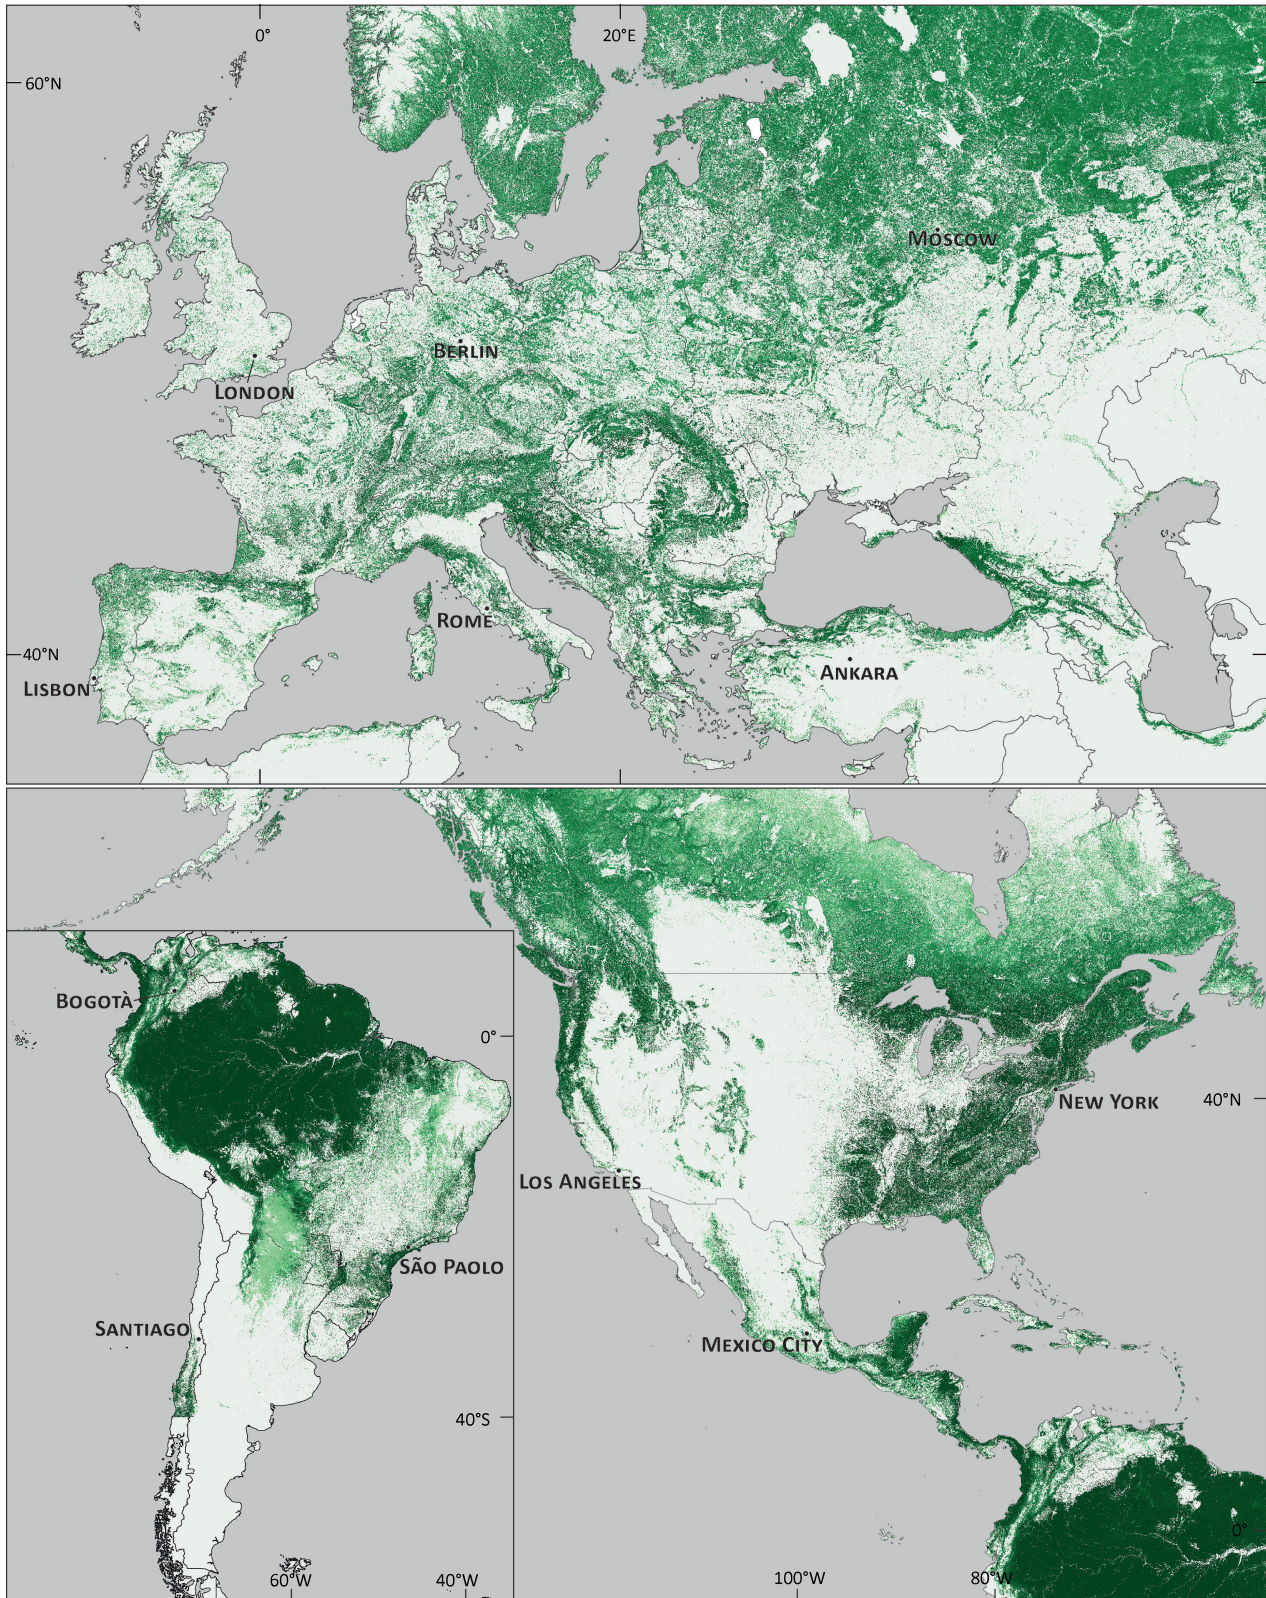 0°
20°E
60°N
Moscow
Berlin
London
Rome
40°N
Ankara
Lisbon
Bogotà
0°
New York
40°N
Los Angeles
São Paolo
Santiago
Mexico City
40°S
0°
60°W
40°W
100°W
80°W